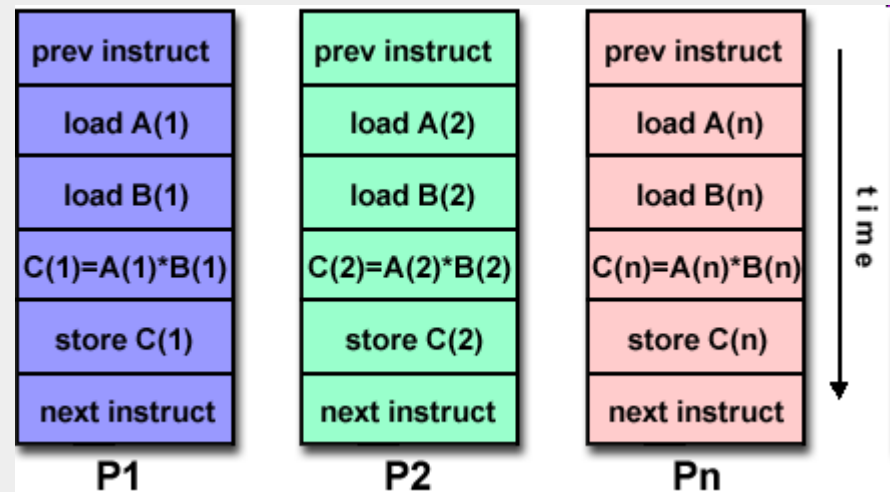 prev instruct
load A(1)
load B(1)
C(1)=A(1)*B(1)
store C(1)
next instruct
P1
prev instruct
load A(2)
load B(2)
C(2)=A(2)*B(2)
store C(2)
next instruct
P2
prev instruct
load A(n)
load B(n)
C(n)=A(n)*B(n)
store C(n)
next instruct
Pn
time